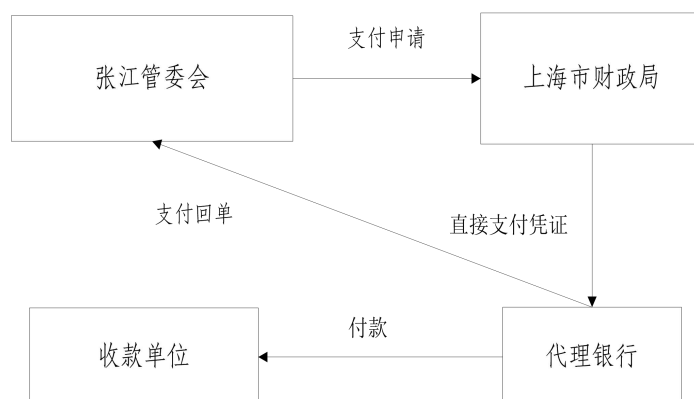 支付申请
张江管委会
上海市财政局
支付回单
直接支付凭证
付款
收款单位
代理银行